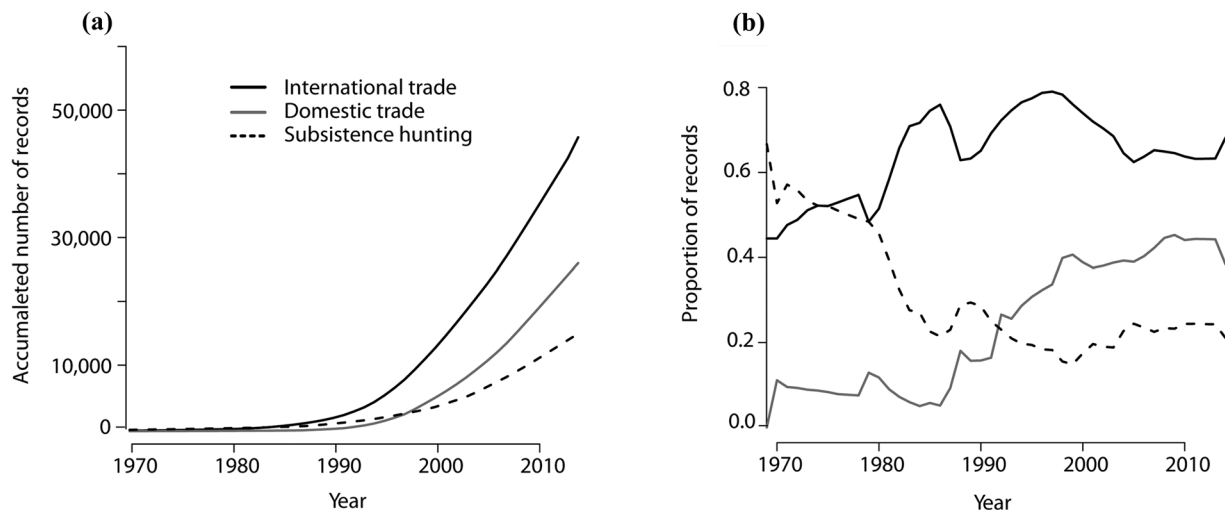 (a)
Accumaleted number of records
50,000
30,000
10,000
0
International trade
Domestic trade
Subsistence hunting
1970 1980 1990 2000 2010
Year
(b)
Proportion of records
0.8
0.6
0.4
0.2
0.0
1970 1980 1990 2000 2010
Year